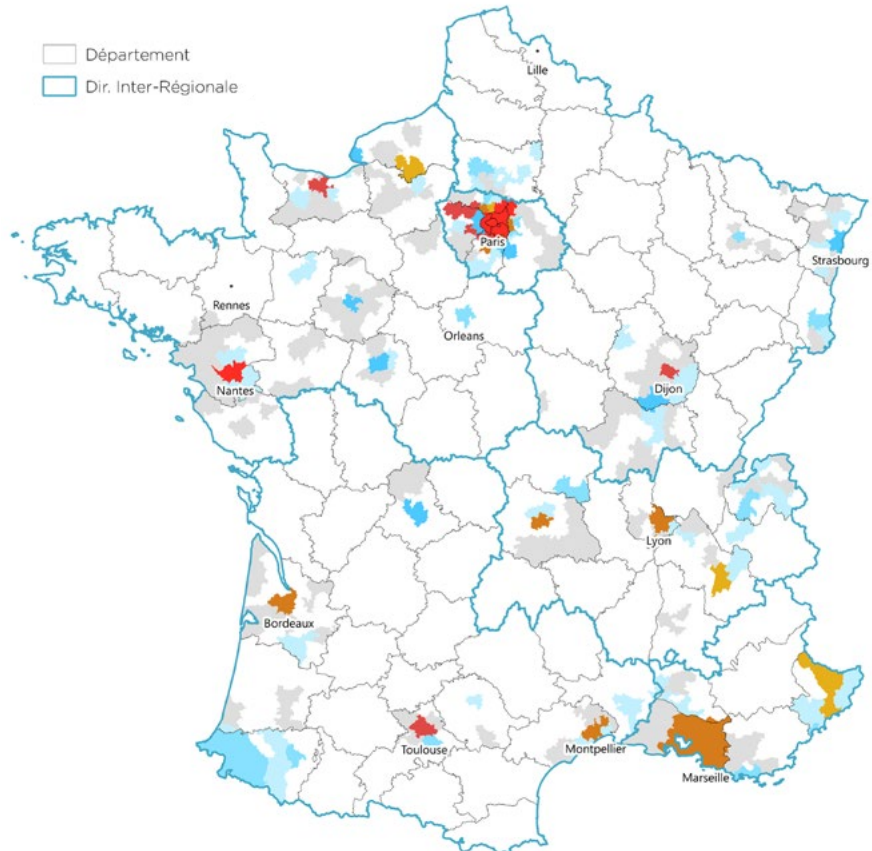 Département
Dir. Inter-Régionale
Lille
Paris
Strasbourg
Rennes
Orleans
Nantes
Dijon
Lyon
Bordeaux
Toulouse
Montpellier
Marseille